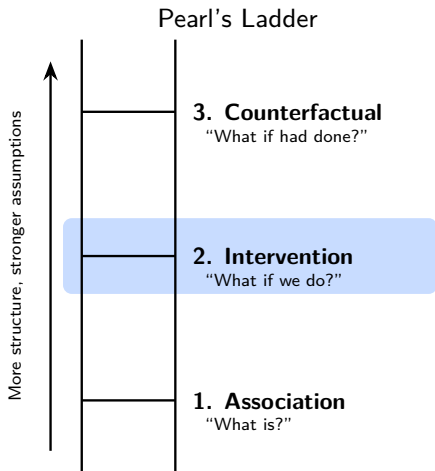 Pearl's Ladder
3. Counterfactual
“What if had done?”
2. Intervention
“What if we do?”
1. Association
“What is?”
More structure, stronger assumptions